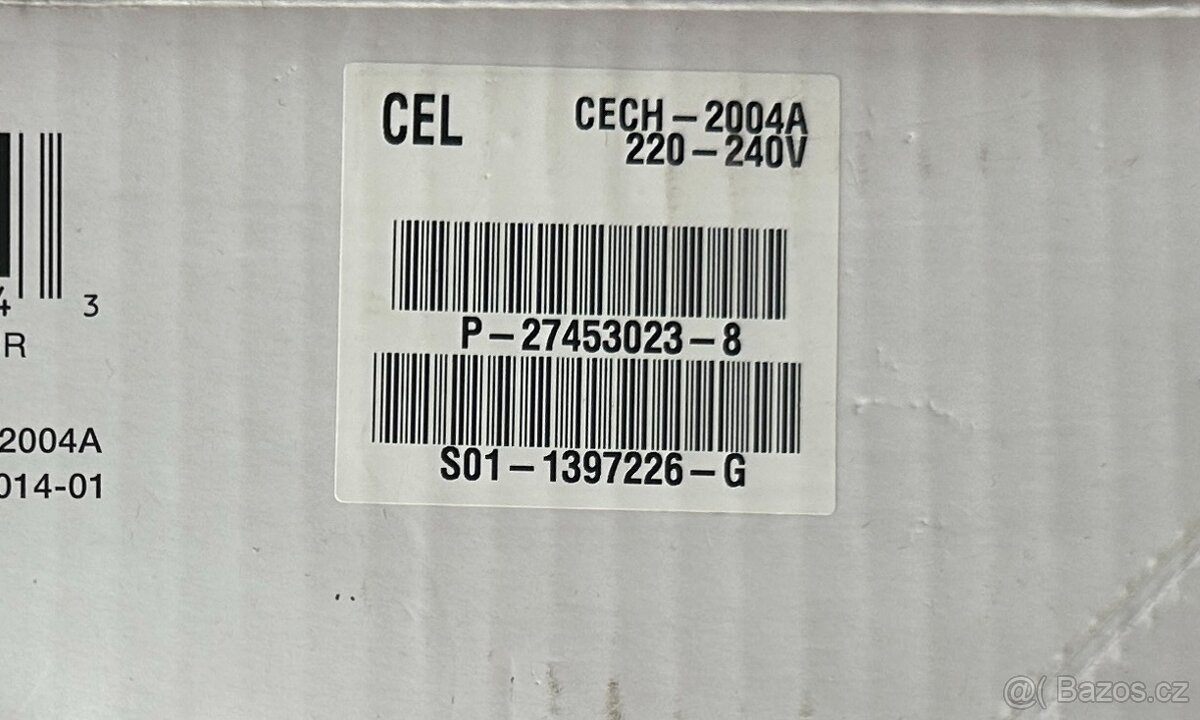 CEL
CECH-2004A
220-240V
P-27453023-8
S01-1397226-G
4 3
R
2004A
014-01
@( Bazos.cz